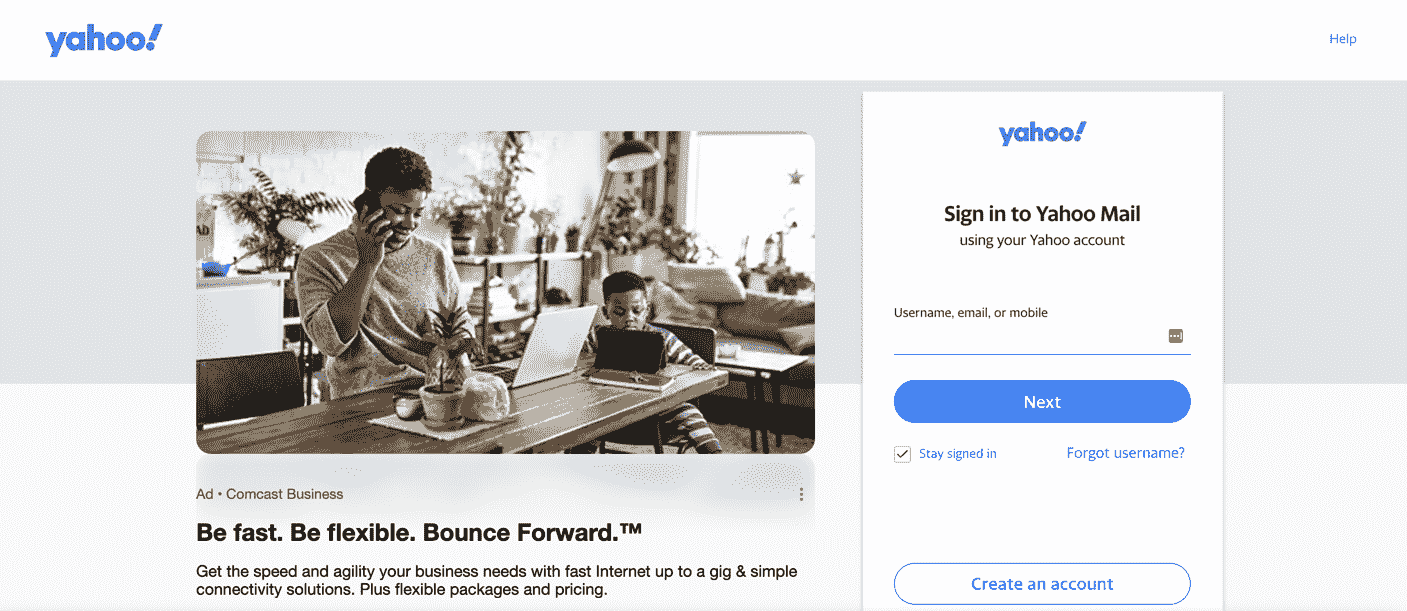 yahoo!
Help
yahoo!
Sign in to Yahoo Mail
using your Yahoo account
Username, email, or mobile
Next
Stay signed in
Forgot username?
Create an account
Ad • Comcast Business
Be fast. Be flexible. Bounce Forward.™
Get the speed and agility your business needs with fast Internet up to a gig & simple
connectivity solutions. Plus flexible packages and pricing.